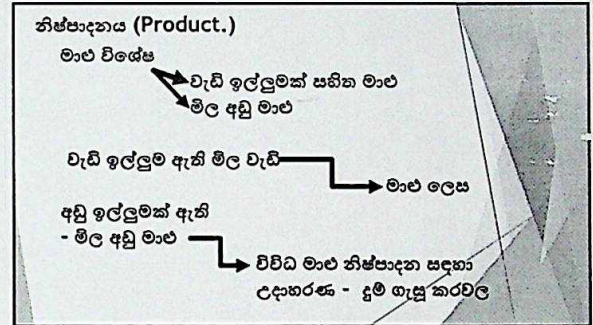 නිෂ්පාදනය (Product.)
මාළු විශේෂ
වැඩි ඉල්ලුමක් සහිත මාළු
මිල අඩු මාළු
වැඩි ඉල්ලුම ඇති මිල වැඩි
මාළු ලෙස
අඩු ඉල්ලුමක් ඇති
- මිල අඩු මාළු
විවිධ මාළු නිෂ්පාදන සඳහා
උදාහරණ - දුම් ගැසූ කරවල